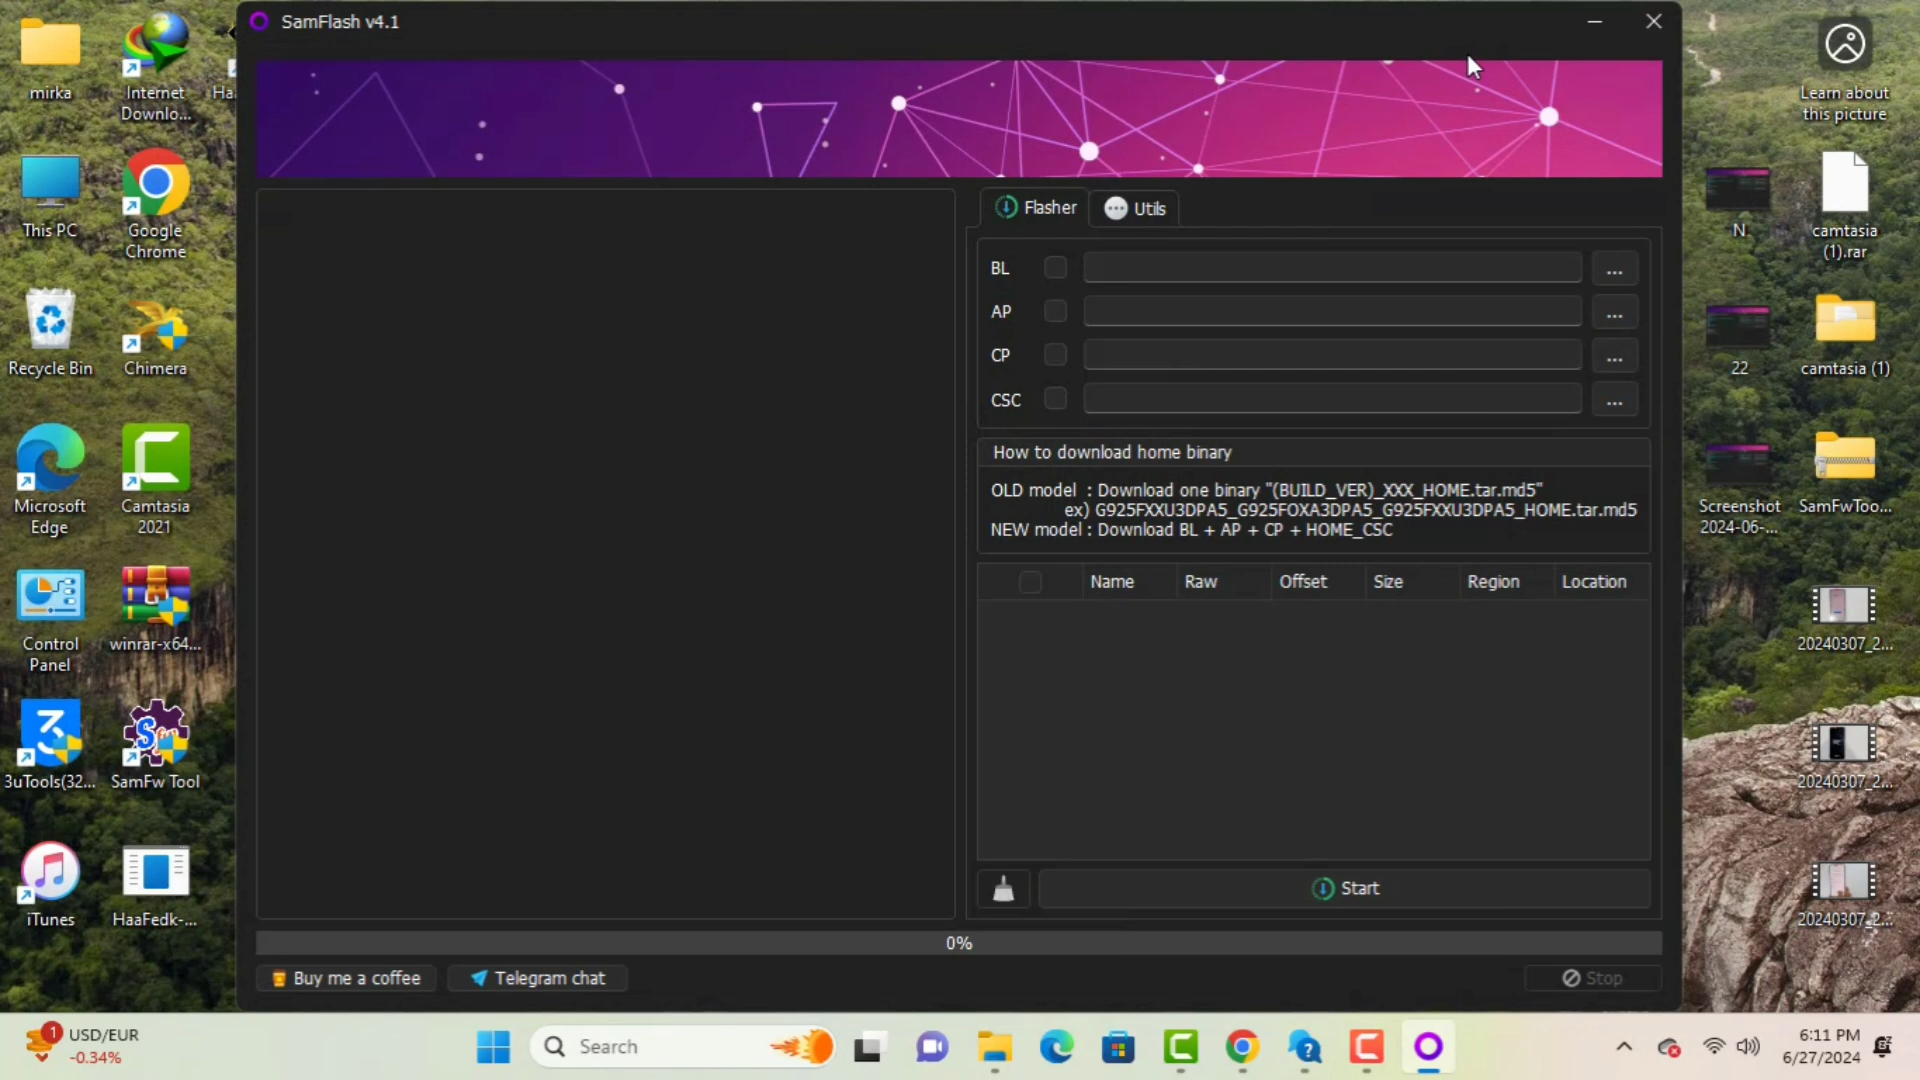 SamFlash v4.1
mirka
Internet
Downlo...
Ha
This PC
Google
Chrome
Recycle Bin
Chimera
Microsoft
Edge
Camtasia
2021
Control
Panel
winrar-x64...
3uTools(32...
SamFw Tool
iTunes
HaaFedk-...
Flasher
Utils
BL
...
AP
...
CP
...
CSC
...
How to download home binary
OLD model : Download one binary "(BUILD_VER)_XXX_HOME.tar.md5"
ex) G925FXXU3DPA5_G925FOXA3DPA5_G925FXXU3DPA5_HOME.tar.md5
NEW model : Download BL + AP + CP + HOME_CSC
Name Raw Offset Size Region Location
Start
0%
Buy me a coffee
Telegram chat
Stop
Learn about
this picture
N
camtasia
(1).rar
22
camtasia (1)
Screenshot
2024-06-...
SamFwToo...
20240307_2...
20240307_2...
20240307_2...
1
USD/EUR
-0.34%
Search
6:11 PM
6/27/2024